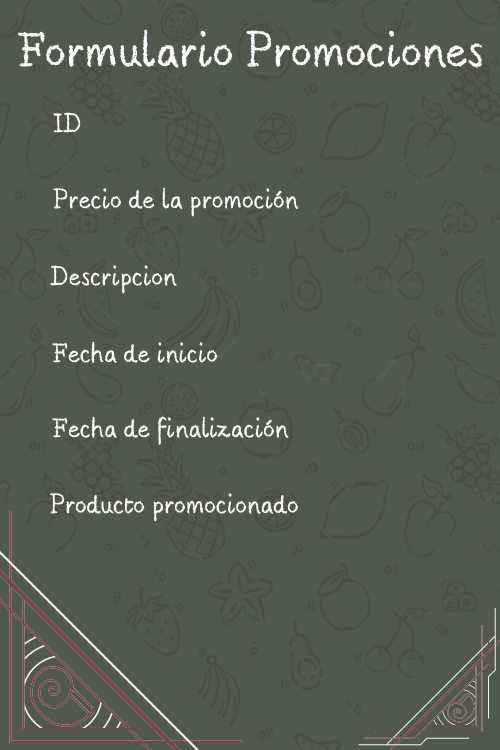 Formulario Promociones
ID
Precio de la promoción
Descripcion
Fecha de inicio
Fecha de finalización
Producto promocionado